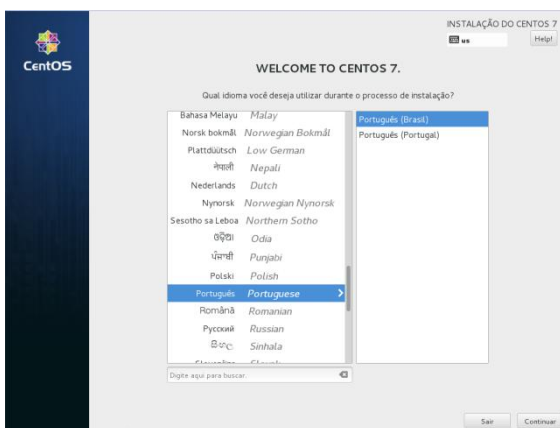 INSTALAÇÃO DO CENTOS 7
us
Help!
CentOS
WELCOME TO CENTOS 7.
Qual idioma você deseja utilizar durante o processo de instalação?
Bahasa Melayu Malay
Norsk bokmål Norwegian Bokmål
Plattdüütsch Low German
नेपाली Nepali
Nederlands Dutch
Nynorsk Norwegian Nynorsk
Sesotho sa Leboa Northern Sotho
ଓଡ଼ିଆ Odia
ਪੰਜਾਬੀ Punjabi
Polski Polish
Português Portuguese
Română Romanian
Русский Russian
සිංහල Sinhala
Português (Brasil)
Português (Portugal)
Digite aqui para buscar.
Sair
Continuar